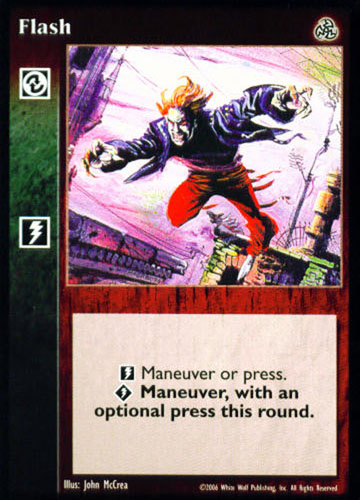 Flash
Maneuver or press.
Maneuver, with an
optional press this round.
Illus: John McCrea
©2006 White Wolf Publishing, Inc. All Rights Reserved